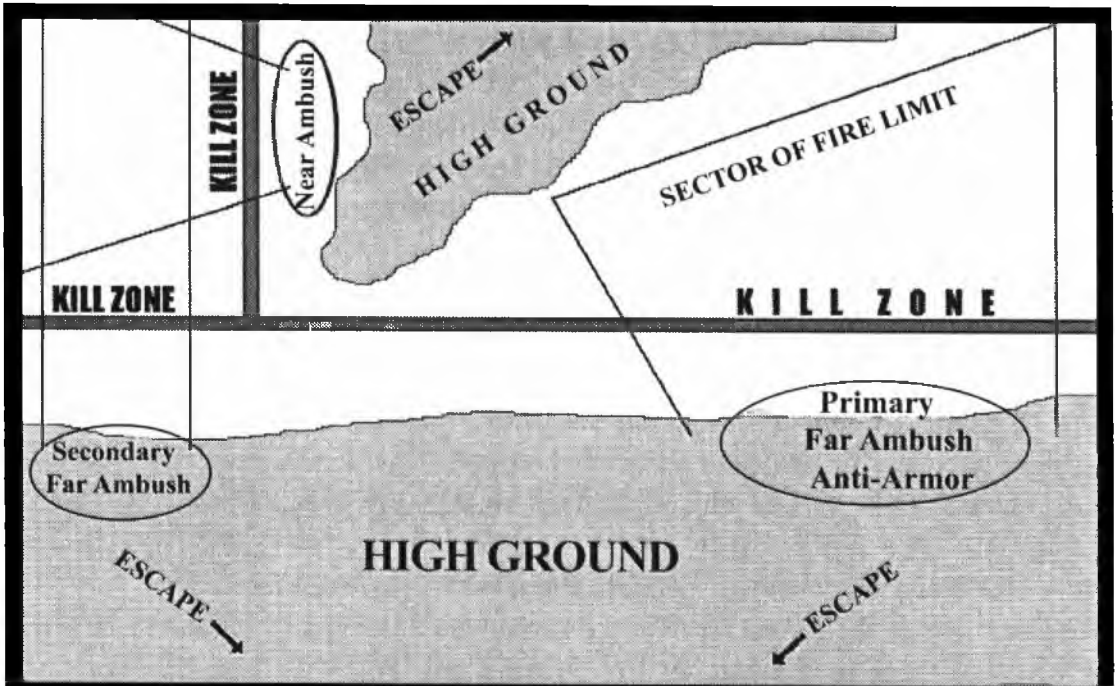 KILL ZONE
Near Ambush
ESCAPE
HIGH GROUND
SECTOR OF FIRE LIMIT
KILL ZONE
KILL ZONE
Secondary
Far Ambush
Primary
Far Ambush
Anti-Armor
HIGH GROUND
ESCAPE
ESCAPE